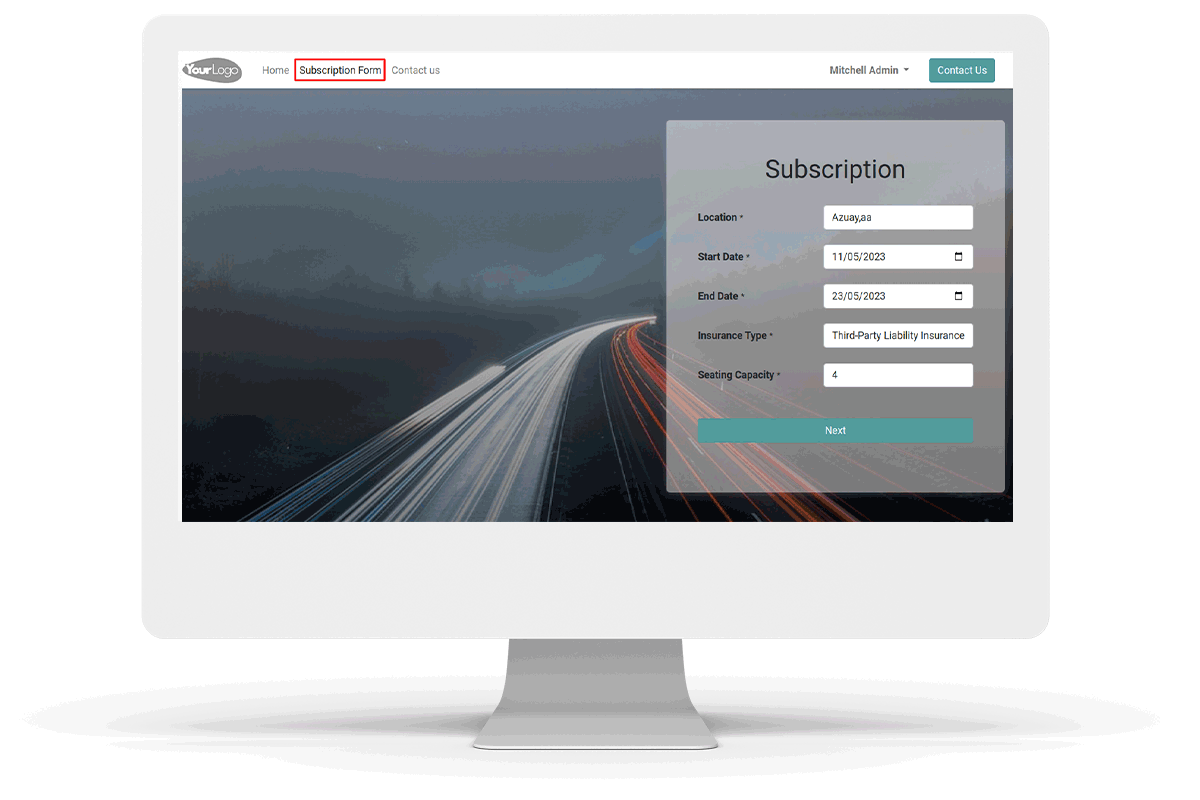 YourLogo Home Subscription Form Contact us Mitchell Admin Contact Us
Subscription
Location * Azuay,aa
Start Date * 11/05/2023
End Date * 23/05/2023
Insurance Type * Third-Party Liability Insurance
Seating Capacity * 4
Next